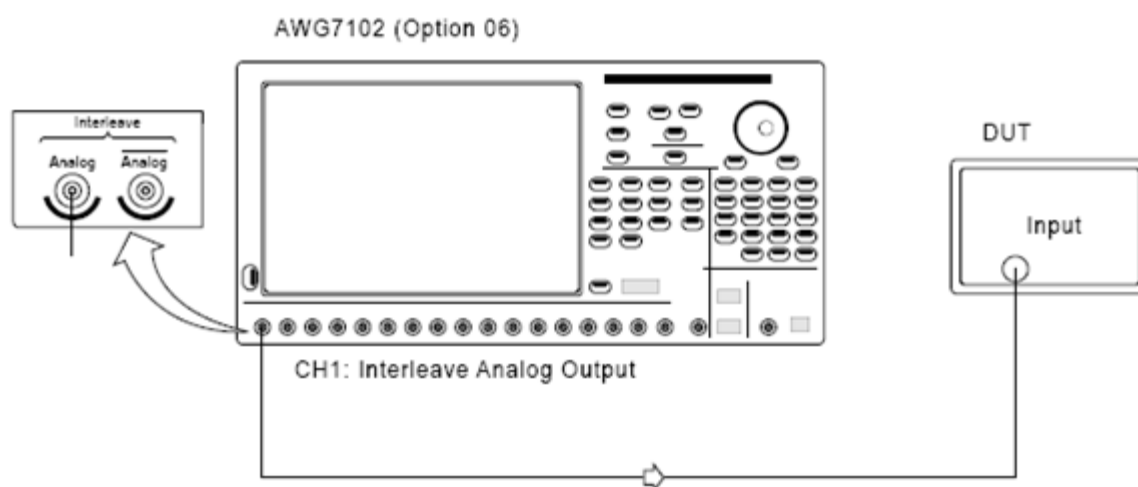 AWG7102 (Option 06)
Interleave
Analog Analog
DUT
Input
CH1: Interleave Analog Output